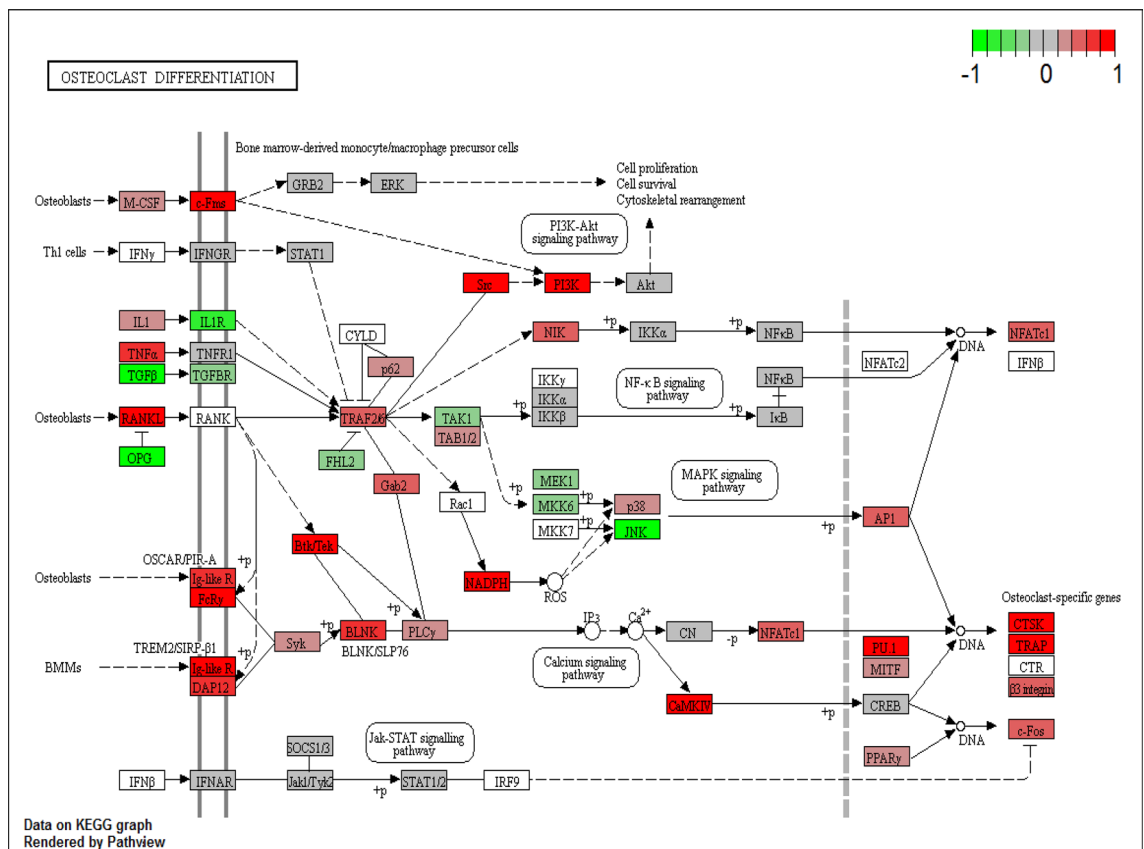 -1 0 1
OSTEOCLAST DIFFERENTIATION
Bone marrow-derived monocyte/macrophage precursor cells
GRB2
ERK
Cell proliferation
Cell survival
Cytoskeletal rearrangement
Osteoblasts
M-CSF
c-Fms
PI3K-Akt
signaling pathway
Th1 cells
IFNγ
IFNGR
STAT1
Src
PI3K
Akt
IL1
IL1R
CYLD
NIK
+p
IKKα
+p
NFκB
DNA
NFATc1
TNFα
TNFR1
p62
NFATc2
IFNβ
TGFβ
TGFBR
IKKγ
IKKα
IKKβ
NF-κ B signaling
pathway
NFκB
IκB
Osteoblasts
RANKL
RANK
TRAF2/6
TAK1
TAB1/2
+p
+p
OPG
FHL2
Gab2
Rac1
+p
MEK1
MKK6
+p
p38
MKK7
+p
JNK
MAPK signaling
pathway
+p
AP1
Btk/Tek
OSCAR/PIR-A
+p
Osteoblasts
Ig-like R
FcRγ
NADPH
ROS
Osteoclast-specific genes
IP3
Ca2+
+p
Syk
+p
BLNK
+p
PLCγ
BLNK/SLP76
CN
-p
NFATc1
DNA
CTSK
TRAP
CTR
β3 integrin
PU.1
MITF
TREM2/SIRP-β1
+p
BMMs
Ig-like R
DAP12
Calcium signaling
pathway
CaMKIV
+p
CREB
DNA
c-Fos
PPARγ
Jak-STAT signalling
pathway
SOCS1/3
IFNβ
IFNAR
Jak1/Tyk2
+p
STAT1/2
IRF9
Data on KEGG graph
Rendered by Pathview